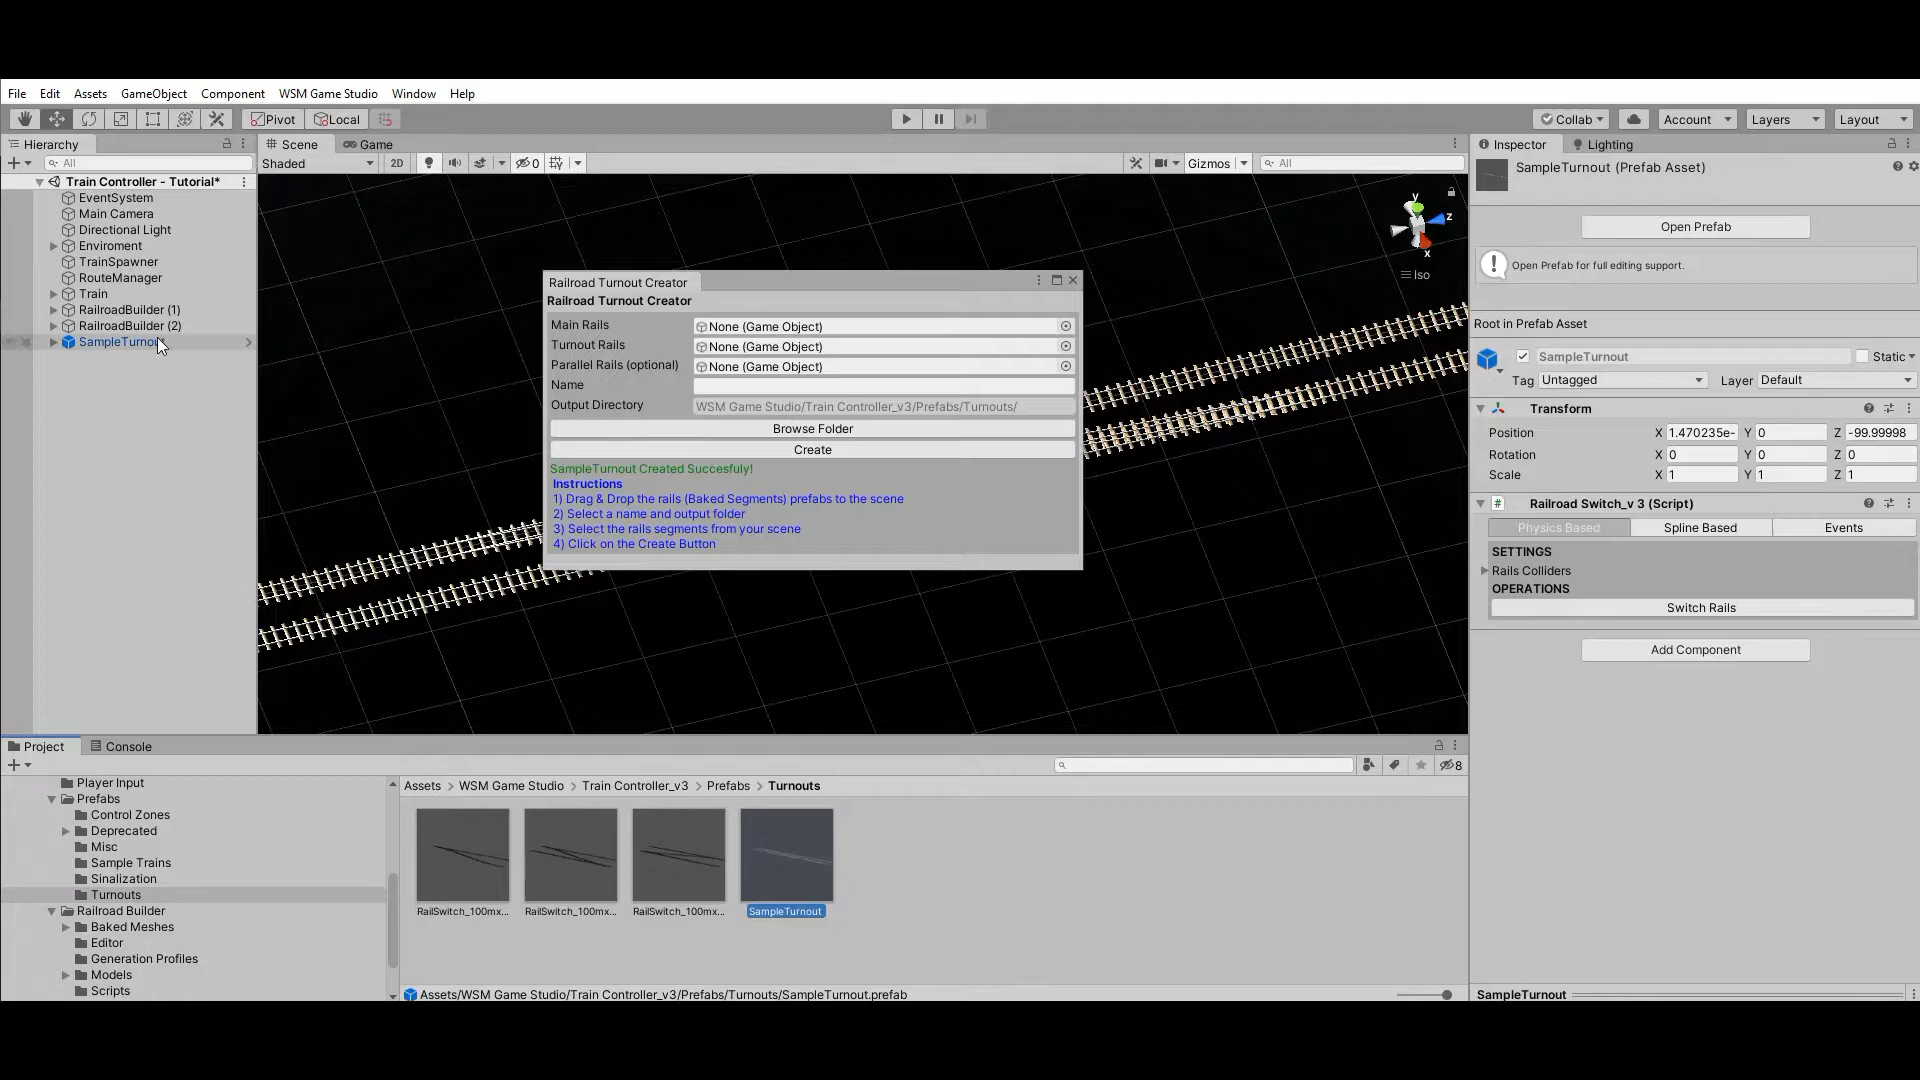 File Edit Assets GameObject Component WSM Game Studio Window Help
Pivot Local Collab Account Layers Layout
Hierarchy
All
Train Controller - Tutorial*
EventSystem
Main Camera
Directional Light
Enviroment
TrainSpawner
RouteManager
Train
RailroadBuilder (1)
RailroadBuilder (2)
SampleTurnout
Scene Game
Shaded 2D 0 Gizmos All
y
z
x
Iso
Railroad Turnout Creator
Railroad Turnout Creator
Main Rails None (Game Object)
Turnout Rails None (Game Object)
Parallel Rails (optional) None (Game Object)
Name
Output Directory WSM Game Studio/Train Controller_v3/Prefabs/Turnouts/
Browse Folder
Create
SampleTurnout Created Succesfuly!
Instructions
1) Drag & Drop the rails (Baked Segments) prefabs to the scene
2) Select a name and output folder
3) Select the rails segments from your scene
4) Click on the Create Button
Inspector Lighting
SampleTurnout (Prefab Asset)
Open Prefab
Open Prefab for full editing support.
Root in Prefab Asset
SampleTurnout Static
Tag Untagged Layer Default
Transform
Position X 1.470235e- Y 0 Z -99.99998
Rotation X 0 Y 0 Z 0
Scale X 1 Y 1 Z 1
Railroad Switch_v 3 (Script)
Physics Based Spline Based Events
SETTINGS
Rails Colliders
OPERATIONS
Switch Rails
Add Component
Project Console
8
Player Input
Prefabs
Control Zones
Deprecated
Misc
Sample Trains
Sinalization
Turnouts
Railroad Builder
Baked Meshes
Editor
Generation Profiles
Models
Scripts
Assets > WSM Game Studio > Train Controller_v3 > Prefabs > Turnouts
RailSwitch_100mx... RailSwitch_100mx... RailSwitch_100mx... SampleTurnout
Assets/WSM Game Studio/Train Controller_v3/Prefabs/Turnouts/SampleTurnout.prefab
SampleTurnout